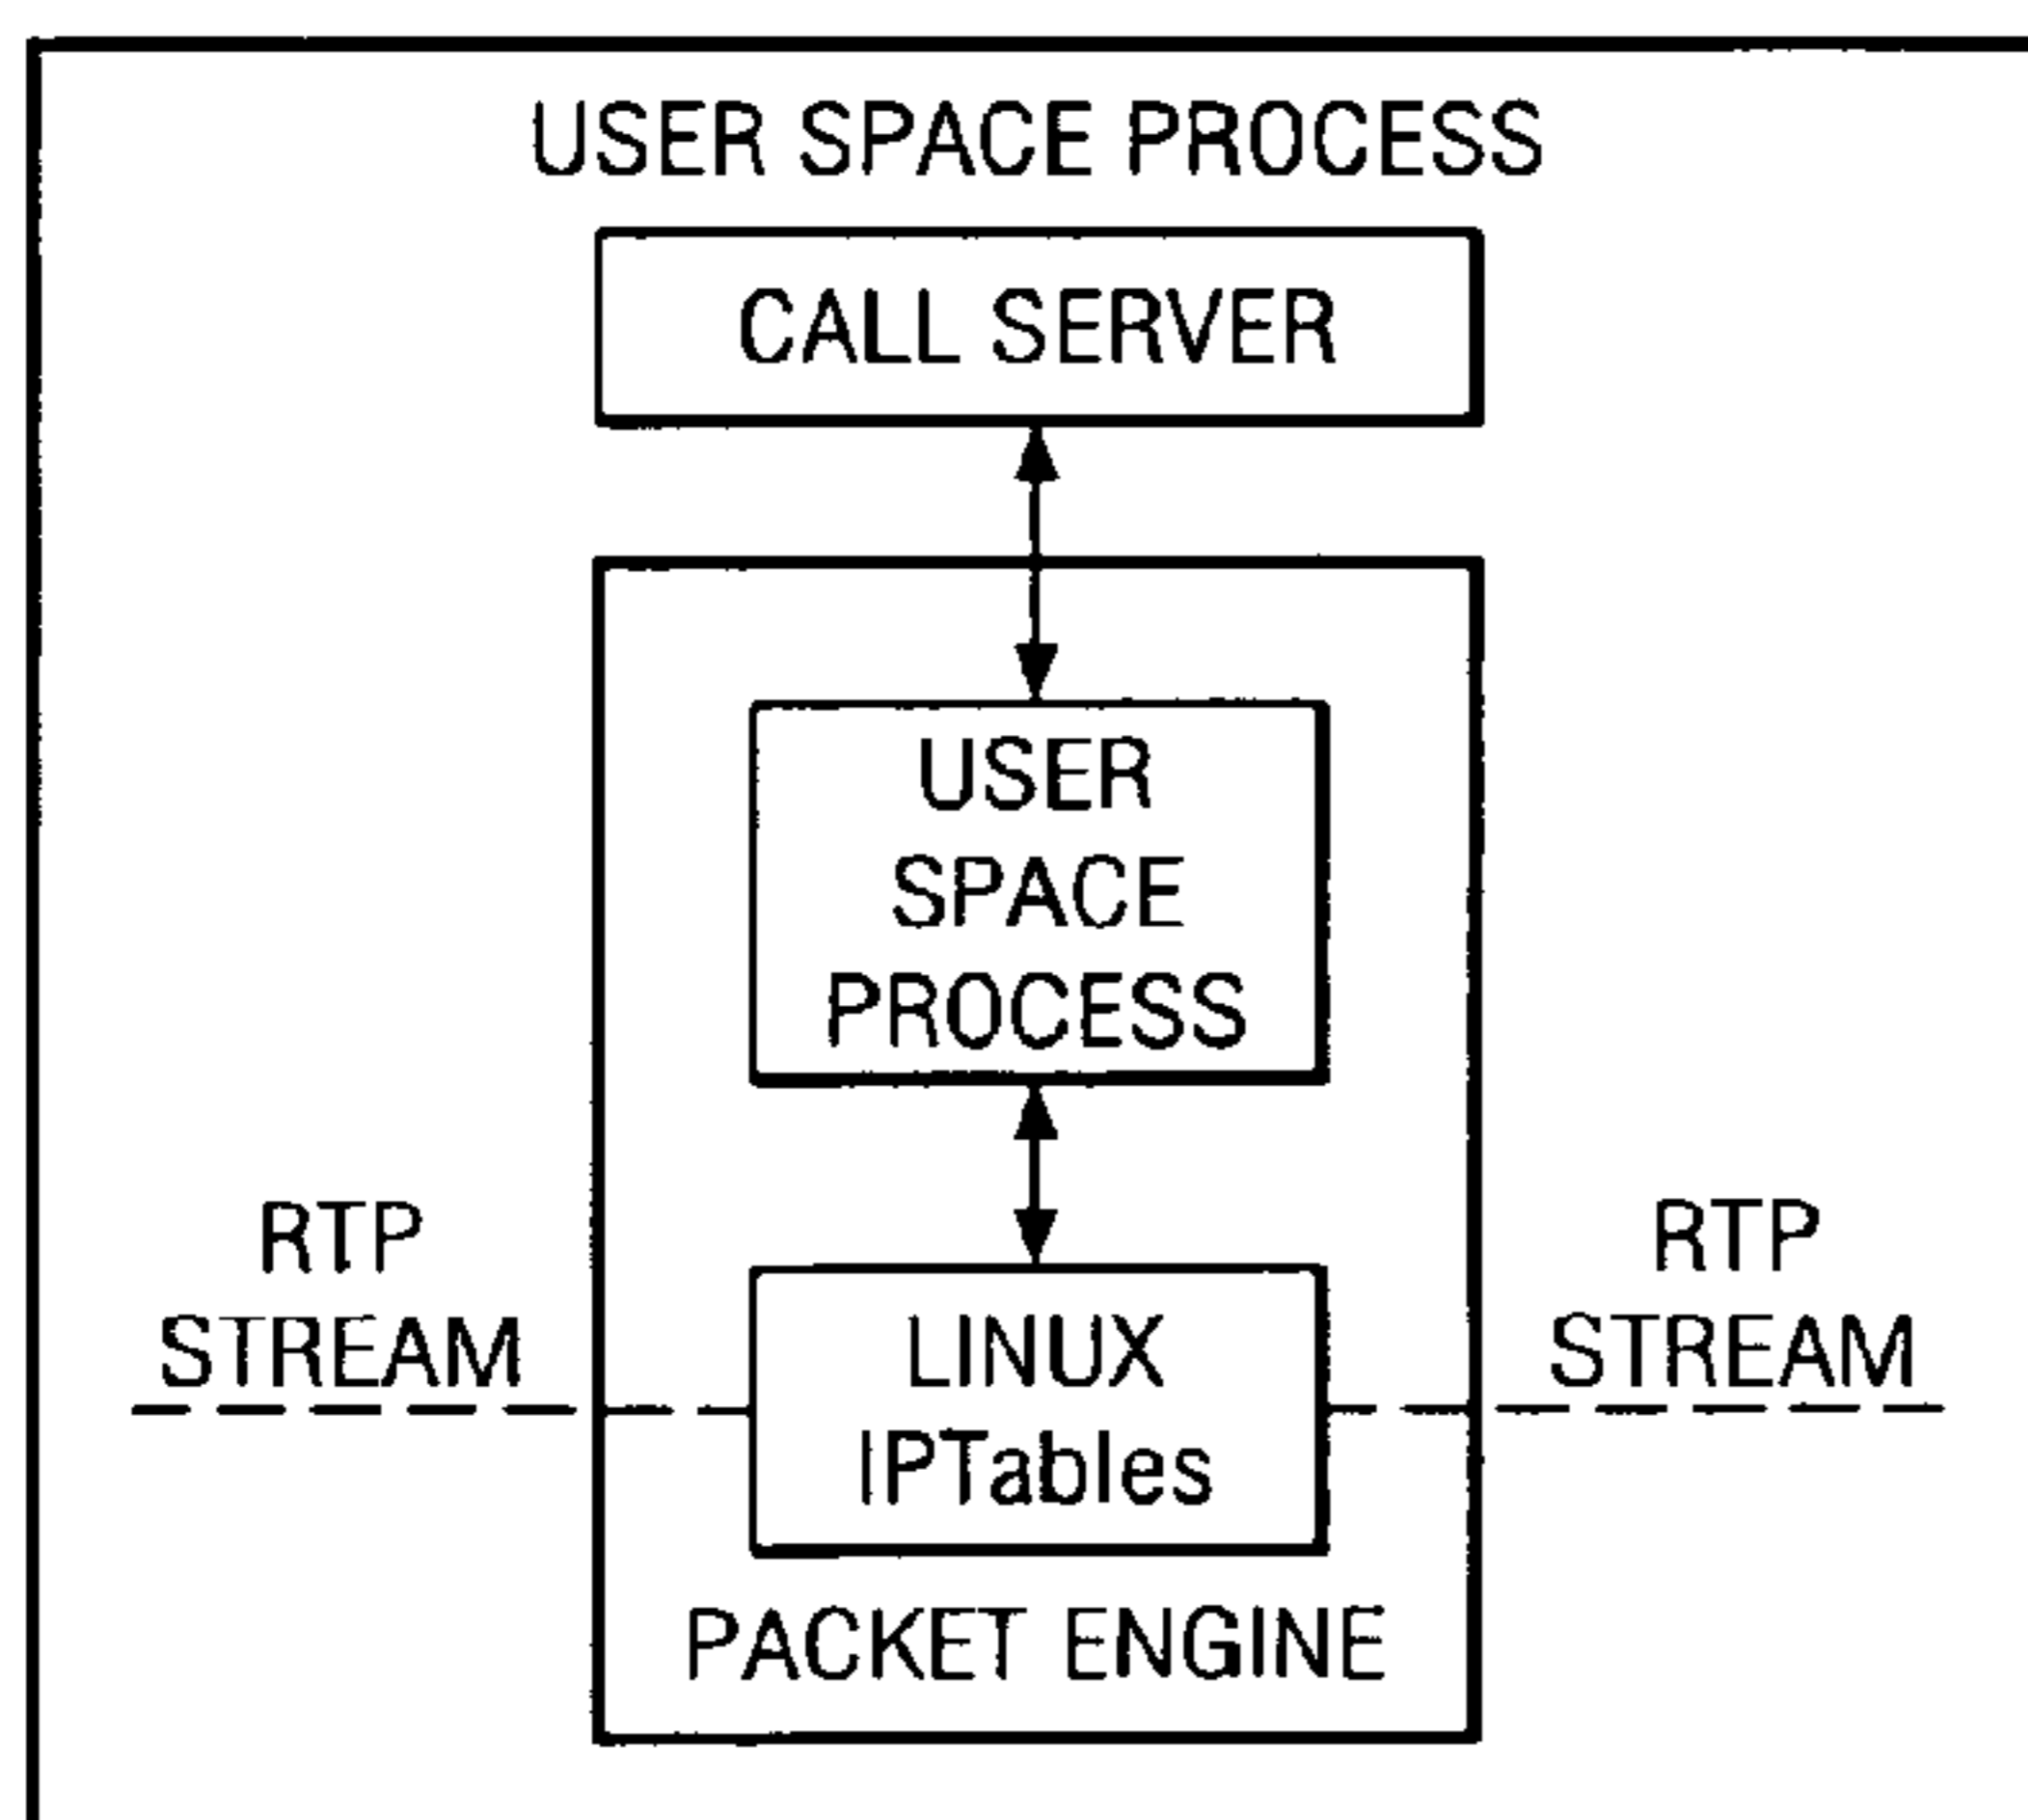 USER SPACE PROCESS
CALL SERVER
USER
SPACE
PROCESS
RTP
STREAM
RTP
STREAM
LINUX
IPTables
PACKET ENGINE